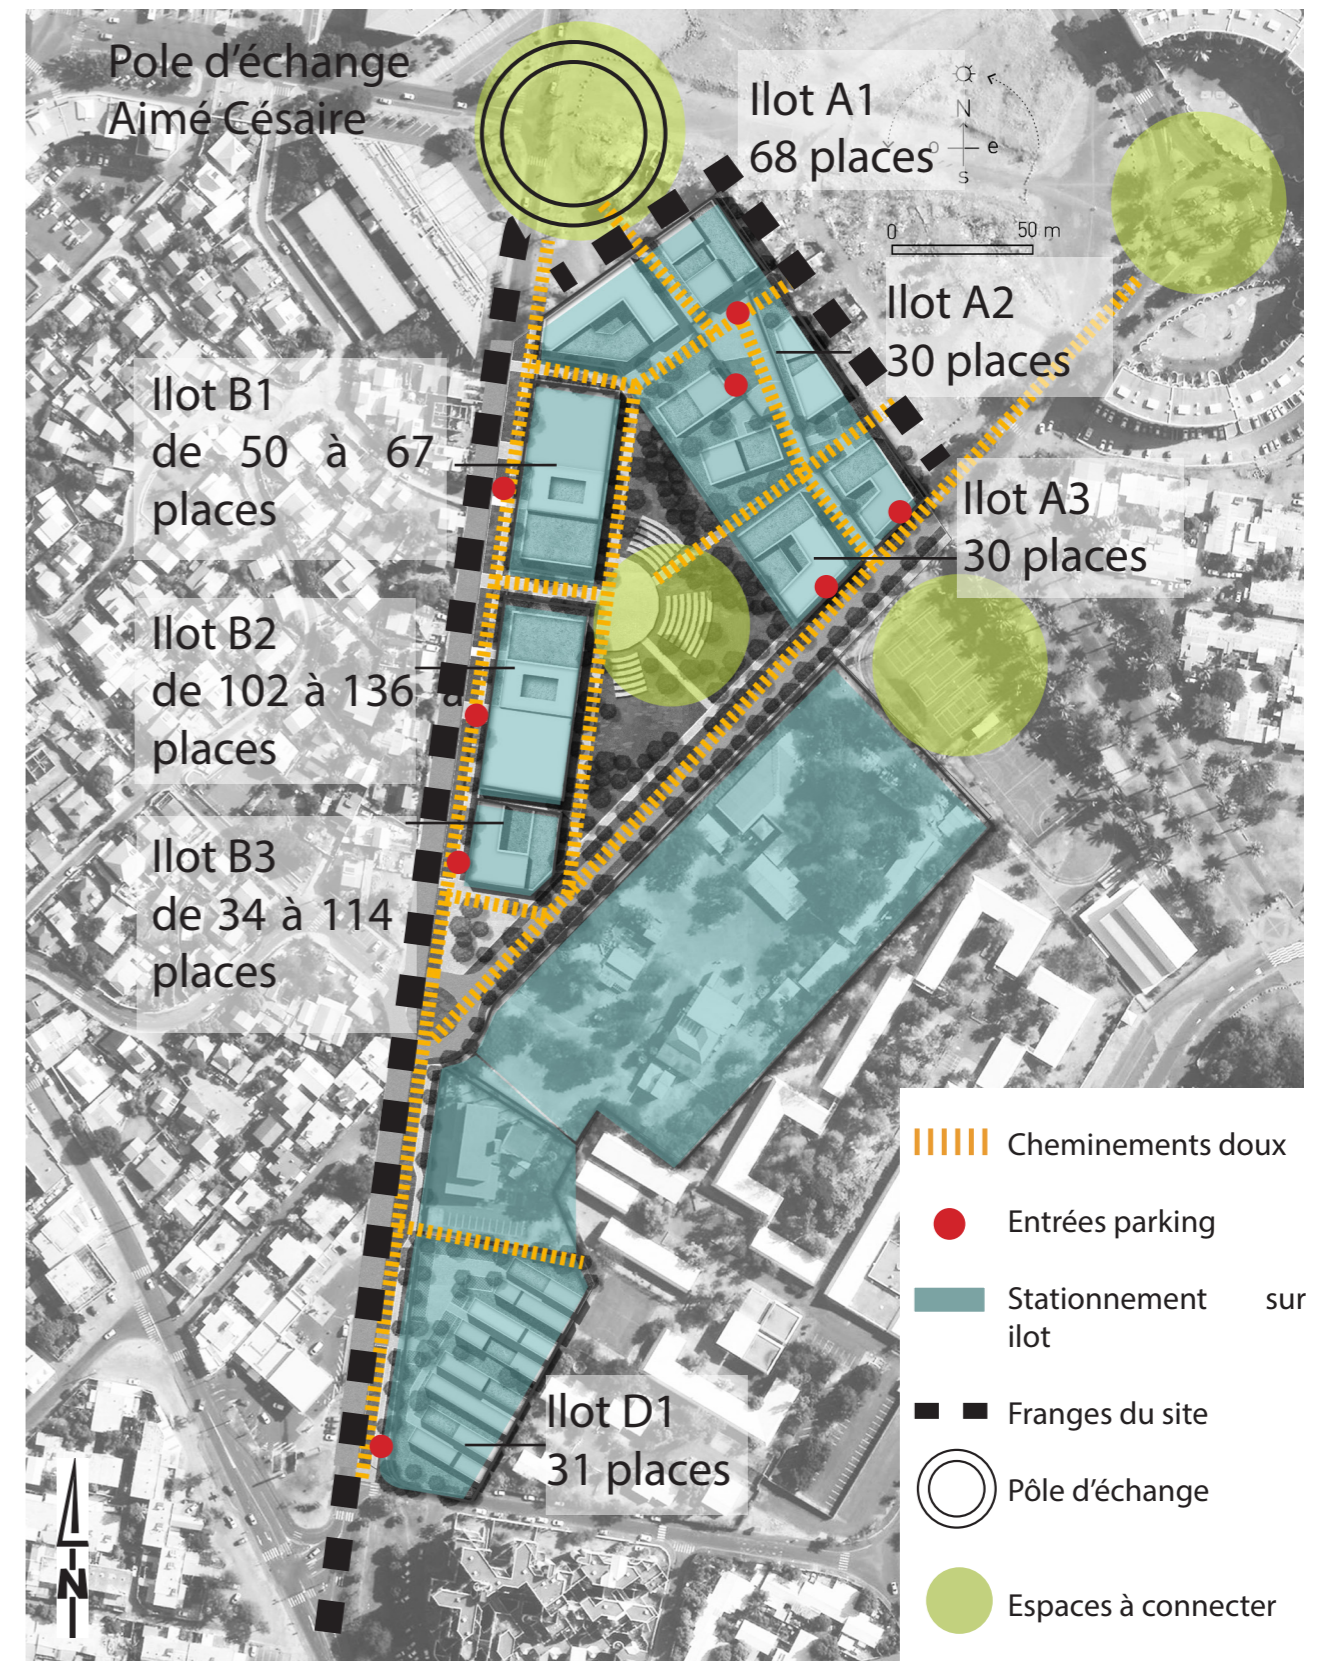 Pole d'échange
Aimé Césaire
Ilot A1
68 places
N
o
e
S
0
50 m
Ilot A2
30 places
Ilot B1
de 50 à 67
places
Ilot A3
30 places
Ilot B2
de 102 à 136 à
places
Ilot B3
de 34 à 114
places
Ilot D1
31 places
Cheminements doux
Entrées parking
Stationnement sur
ilot
Franges du site
Pôle d'échange
Espaces à connecter
N